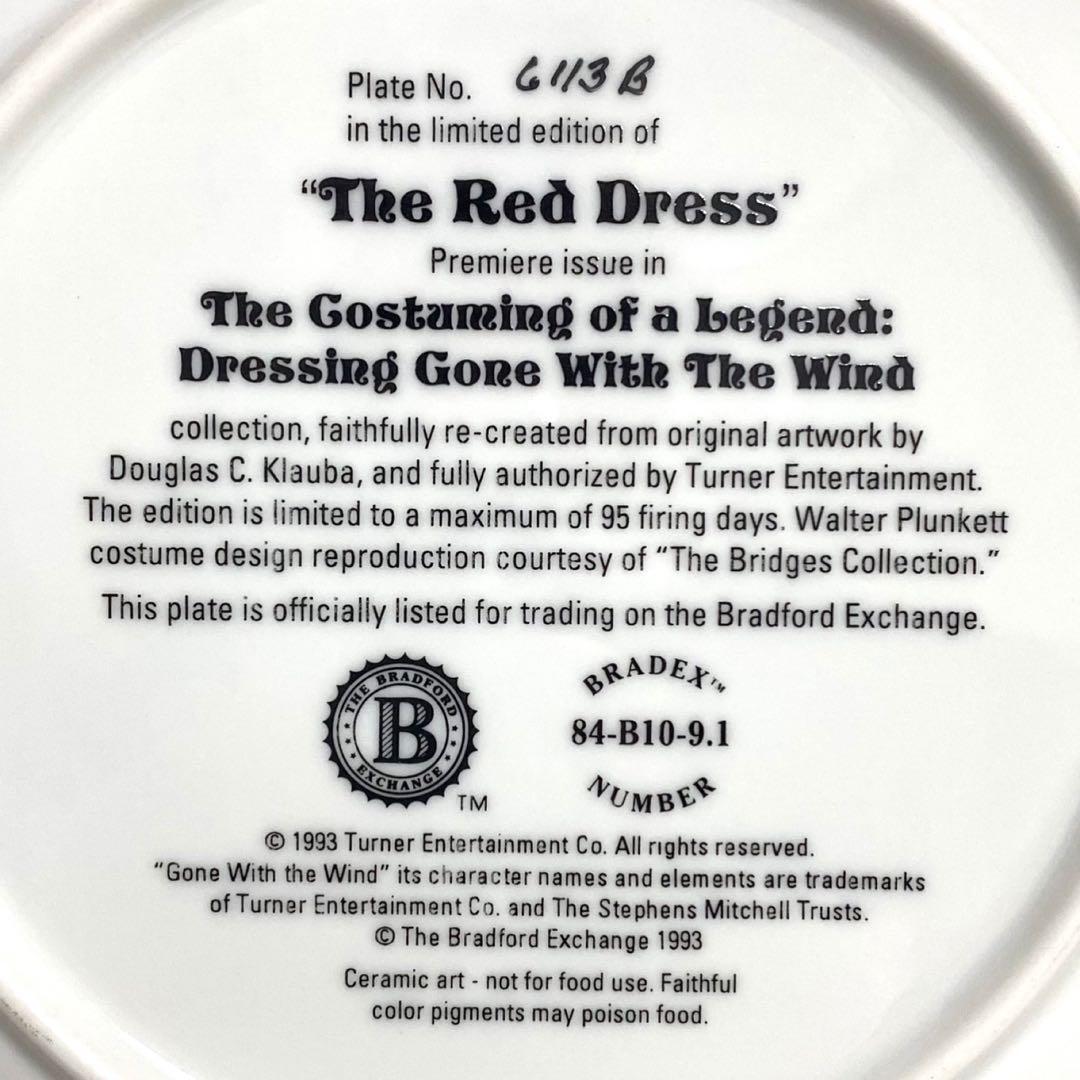 Plate No. 6113B
in the limited edition of
“The Red Dress”
Premiere issue in
The Costuming of a Legend:
Dressing Gone With The Wind
collection, faithfully re-created from original artwork by
Douglas C. Klauba, and fully authorized by Turner Entertainment.
The edition is limited to a maximum of 95 firing days. Walter Plunkett
costume design reproduction courtesy of “The Bridges Collection.”
This plate is officially listed for trading on the Bradford Exchange.
THE BRADFORD
B
EXCHANGE
TM
BRADEX™
84-B10-9.1
NUMBER
© 1993 Turner Entertainment Co. All rights reserved.
“Gone With the Wind” its character names and elements are trademarks
of Turner Entertainment Co. and The Stephens Mitchell Trusts.
© The Bradford Exchange 1993
Ceramic art - not for food use. Faithful
color pigments may poison food.